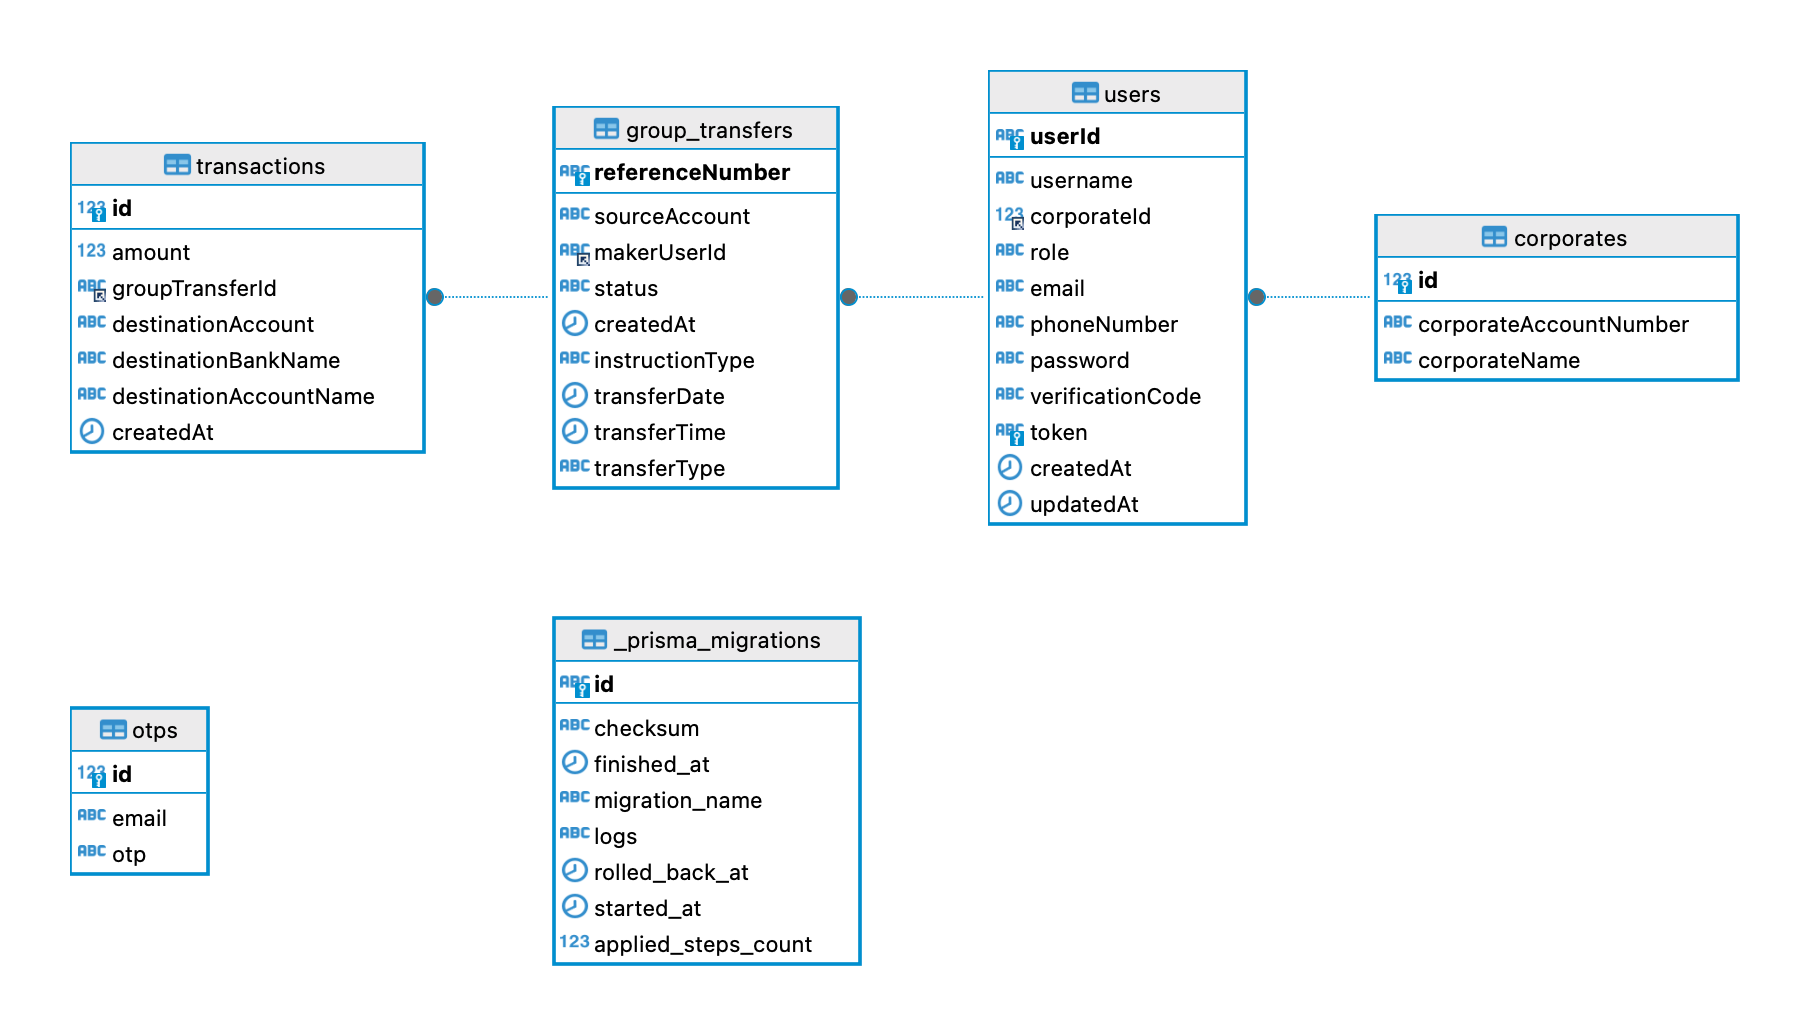 transactions
123 id
123 amount
ABC groupTransferId
ABC destinationAccount
ABC destinationBankName
ABC destinationAccountName
createdAt
group_transfers
ABC referenceNumber
ABC sourceAccount
ABC makerUserId
ABC status
createdAt
ABC instructionType
transferDate
transferTime
ABC transferType
users
ABC userId
ABC username
123 corporateId
ABC role
ABC email
ABC phoneNumber
ABC password
ABC verificationCode
ABC token
createdAt
updatedAt
corporates
123 id
ABC corporateAccountNumber
ABC corporateName
otps
123 id
ABC email
ABC otp
_prisma_migrations
ABC id
ABC checksum
finished_at
ABC migration_name
ABC logs
rolled_back_at
started_at
123 applied_steps_count